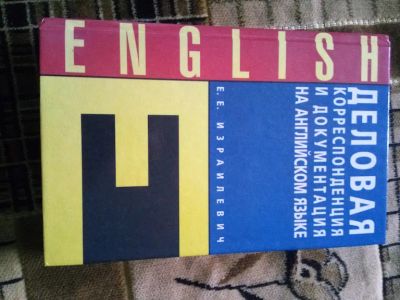 ENGLISH
ДЕЛОВАЯ
КОРРЕСПОНДЕНЦИЯ
И ДОКУМЕНТАЦИЯ
НА АНГЛИЙСКОМ ЯЗЫКЕ
Е. Е. ИЗРАИЛЕВИЧ
E